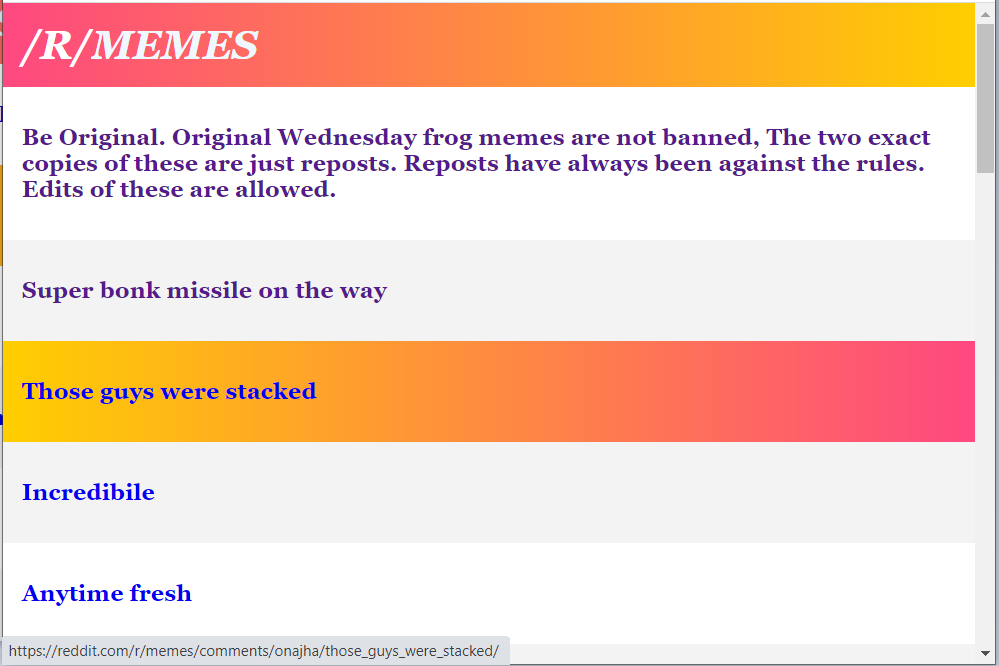 /R/MEMES
Be Original. Original Wednesday frog memes are not banned, The two exact
copies of these are just reposts. Reposts have always been against the rules.
Edits of these are allowed.
Super bonk missile on the way
Those guys were stacked
Incredibile
Anytime fresh
https://reddit.com/r/memes/comments/onajha/those_guys_were_stacked/